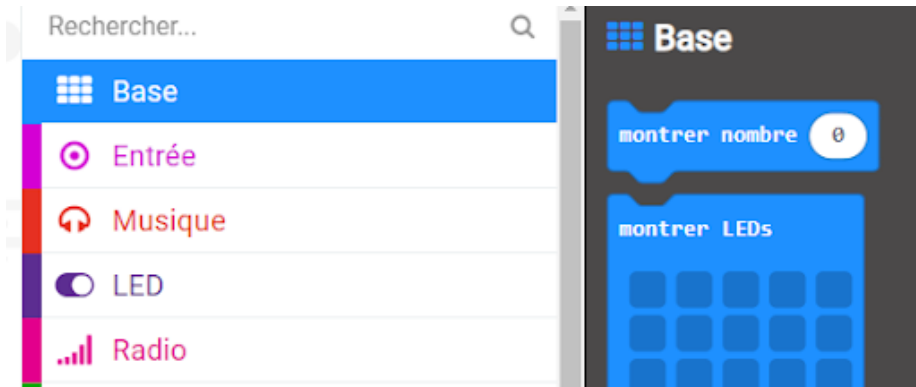 Rechercher...
Base
Entrée
Musique
LED
Radio
Base
montrer nombre 0
montrer LEDs